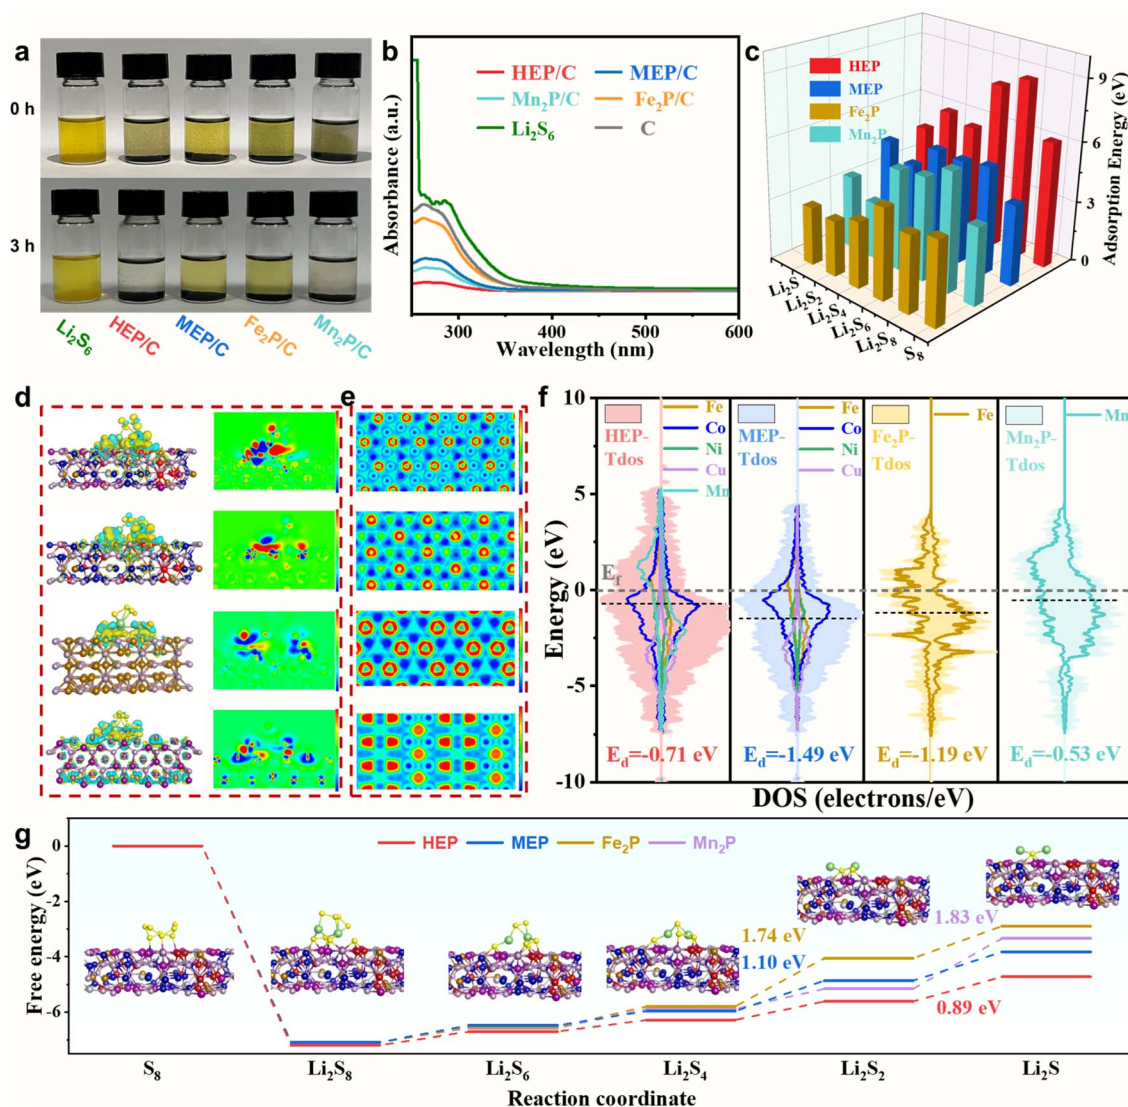 a
0 h
3 h
Li₂S₆
HEP/C
MEP/C
Fe₂P/C
Mn₂P/C
b
Absorbance (a.u.)
HEP/C
MEP/C
Mn₂P/C
Fe₂P/C
Li₂S₆
C
300
400
500
600
Wavelength (nm)
c
HEP
MEP
Fe₂P
Mn₂P
9
6
3
0
Adsorption Energy (eV)
Li₂S
Li₂S₂
Li₂S₄
Li₂S₆
Li₂S₈
S₈
d
e
f
10
5
0
-5
-10
Energy (eV)
HEP-
Tdos
Fe
Co
Ni
Cu
Mn
E_f
E_d=-0.71 eV
MEP-
Tdos
Fe
Co
Ni
Cu
E_d=-1.49 eV
Fe₂P-
Tdos
Fe
E_d=-1.19 eV
Mn₂P-
Tdos
Mn
E_d=-0.53 eV
DOS (electrons/eV)
g
Free energy (eV)
0
-2
-4
-6
HEP
MEP
Fe₂P
Mn₂P
1.74 eV
1.10 eV
1.83 eV
0.89 eV
S₈
Li₂S₈
Li₂S₆
Li₂S₄
Li₂S₂
Li₂S
Reaction coordinate